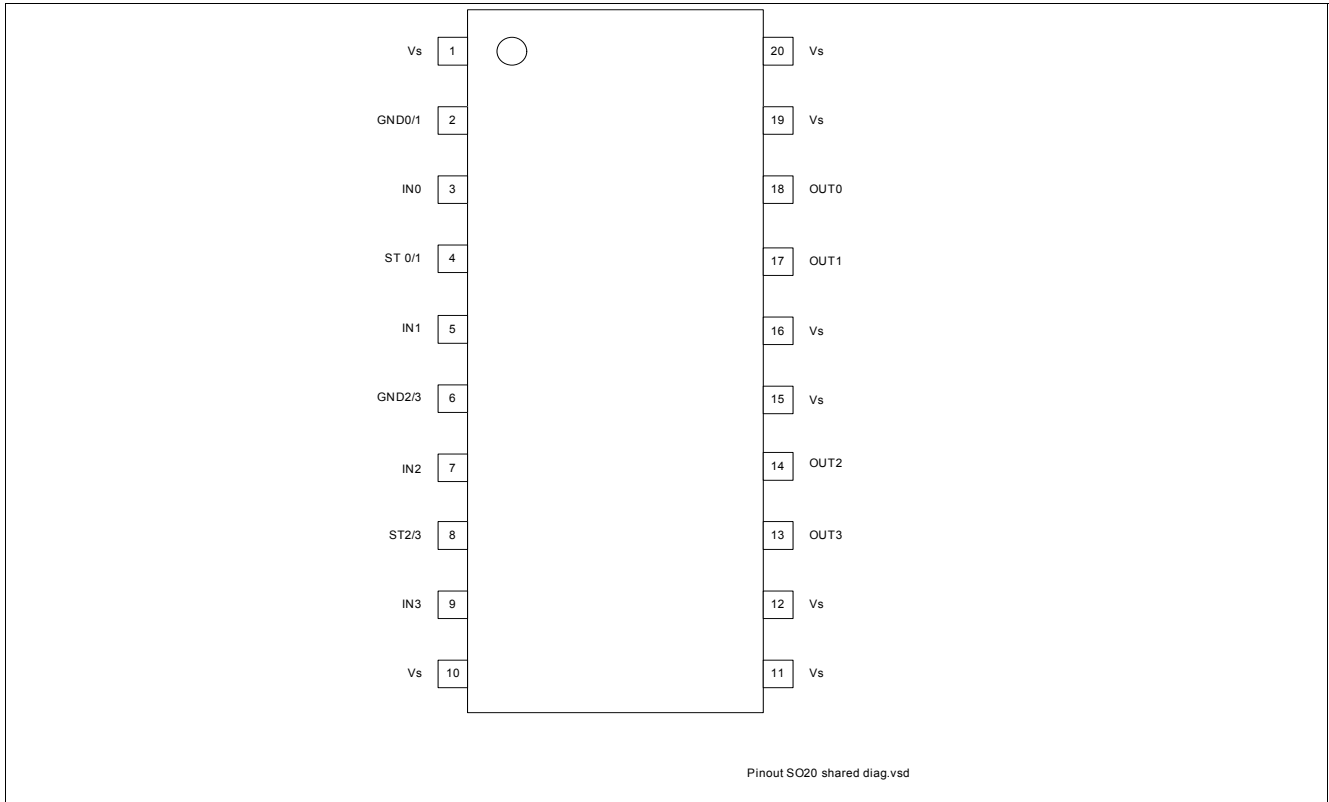 Vs 1 20 Vs
GND0/1 2 19 Vs
IN0 3 18 OUT0
ST 0/1 4 17 OUT1
IN1 5 16 Vs
GND2/3 6 15 Vs
IN2 7 14 OUT2
ST2/3 8 13 OUT3
IN3 9 12 Vs
Vs 10 11 Vs
Pinout SO20 shared diag.vsd